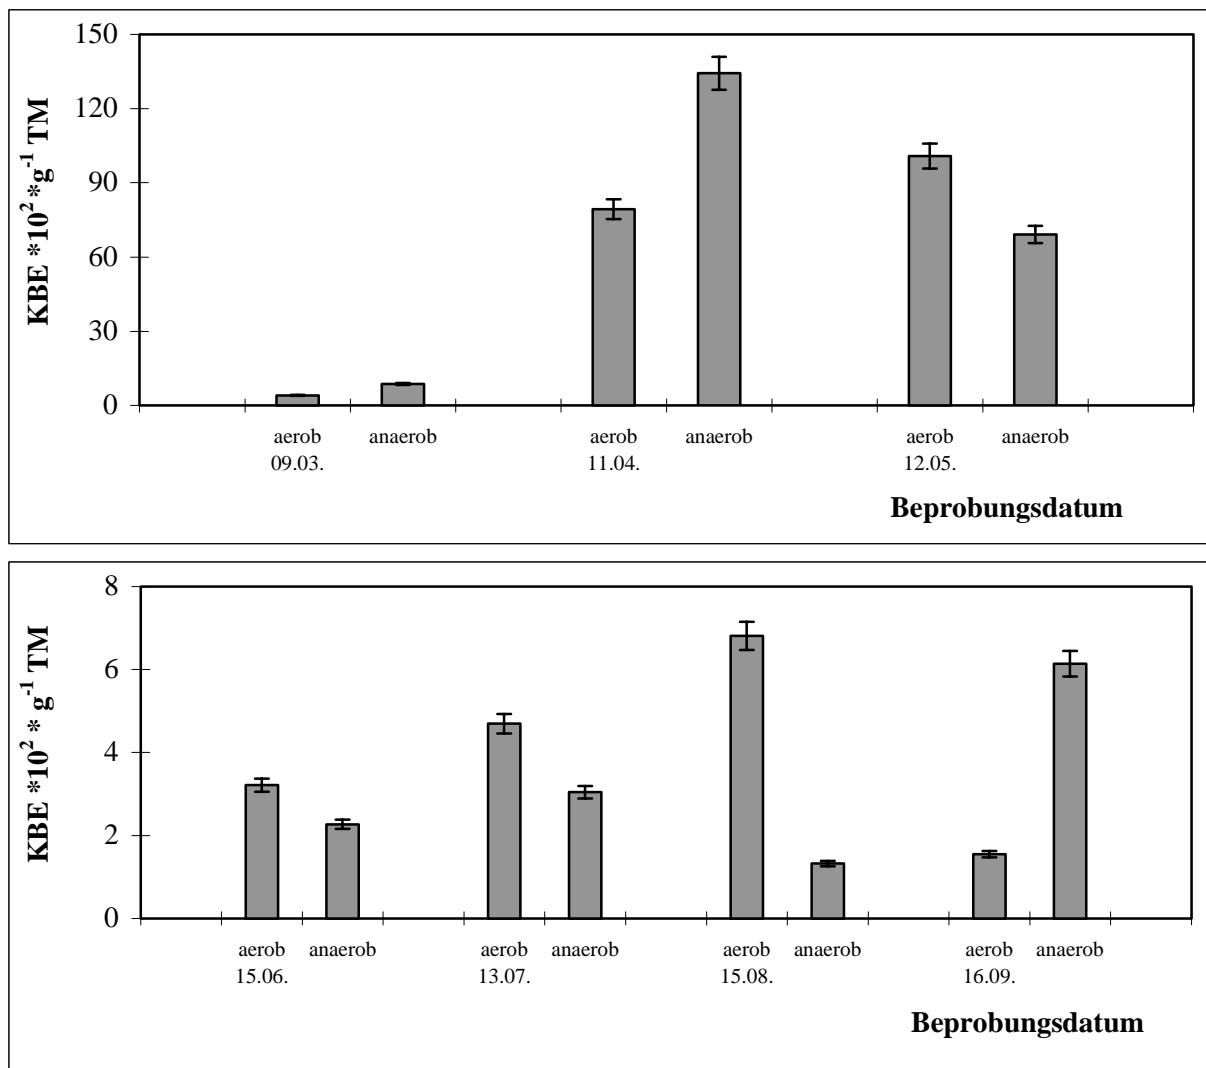 KBE *10² *g⁻¹ TM
150
120
90
60
30
0
aerob anaerob aerob anaerob aerob anaerob
09.03. 11.04. 12.05.
Beprobungsdatum
KBE *10² * g⁻¹ TM
8
6
4
2
0
aerob anaerob aerob anaerob aerob anaerob aerob anaerob
15.06. 13.07. 15.08. 16.09.
Beprobungsdatum